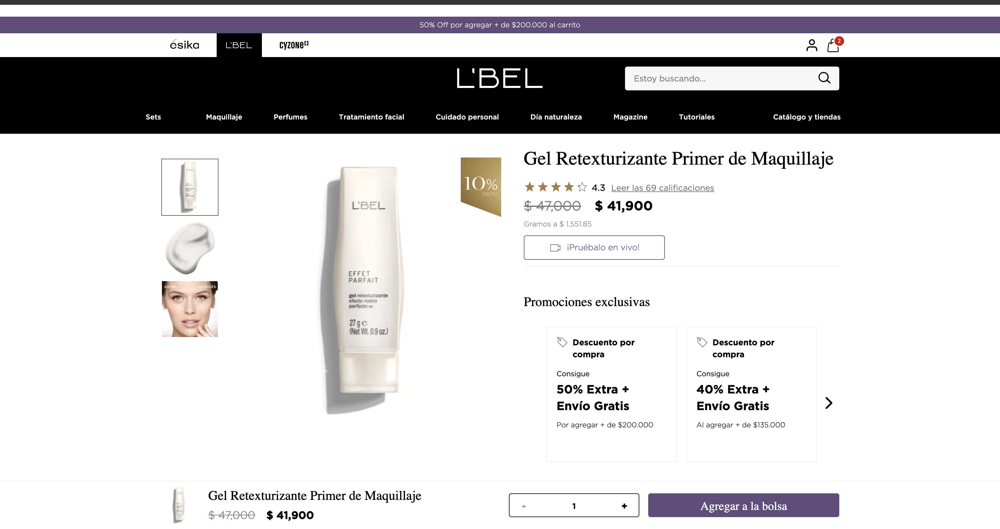 50% Off por agregar + de $200.000 al carrito
ésika
L'BEL
cyzone
2
L'BEL
Estoy buscando...
Sets
Maquillaje
Perfumes
Tratamiento facial
Cuidado personal
Día naturaleza
Magazine
Tutoriales
Catálogo y tiendas
ANTES
DESPUÉS
L'BEL
EFFET
PARFAIT
gel retexturizante
efecto rostro
perfecto FM
27 g e
(Net Wt. 0.9 oz.)
10%
DSCTO
Gel Retexturizante Primer de Maquillaje
4.3 Leer las 69 calificaciones
$ 47,000 $ 41,900
Gramos a $ 1,551.85
¡Pruébalo en vivo!
Promociones exclusivas
Descuento por
compra
Consigue
50% Extra +
Envío Gratis
Por agregar + de $200.000
Descuento por
compra
Consigue
40% Extra +
Envío Gratis
Al agregar + de $135.000
Gel Retexturizante Primer de Maquillaje
$ 47,000 $ 41,900
- 1 +
Agregar a la bolsa